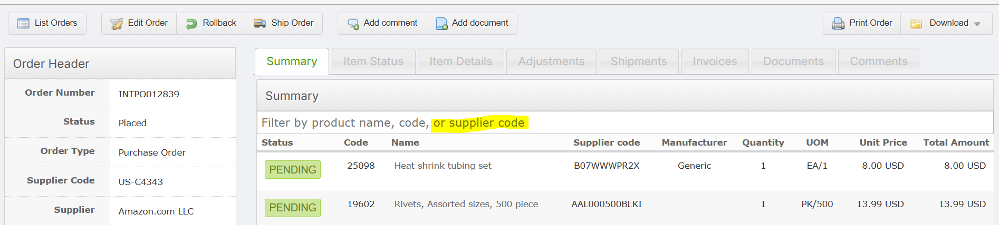 List Orders Edit Order Rollback Ship Order Add comment Add document Print Order Download
Order Header
Order Number INTPO012839
Status Placed
Order Type Purchase Order
Supplier Code US-C4343
Supplier Amazon.com LLC
Summary Item Status Item Details Adjustments Shipments Invoices Documents Comments
Summary
Filter by product name, code, or supplier code
Status Code Name Supplier code Manufacturer Quantity UOM Unit Price Total Amount
PENDING 25098 Heat shrink tubing set B07WWWPR2X Generic 1 EA/1 8.00 USD 8.00 USD
PENDING 19602 Rivets, Assorted sizes, 500 piece AAL000500BLKI 1 PK/500 13.99 USD 13.99 USD